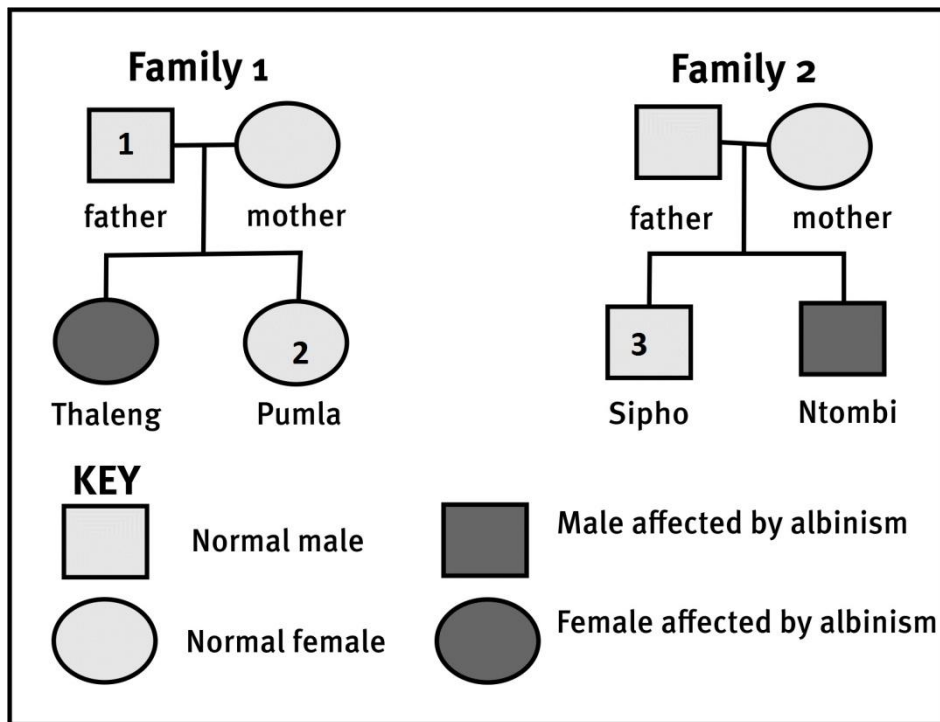 Family 1
Family 2
1
father
mother
father
mother
2
3
Thaleng
Pumla
Sipho
Ntombi
KEY
Normal male
Male affected by albinism
Normal female
Female affected by albinism